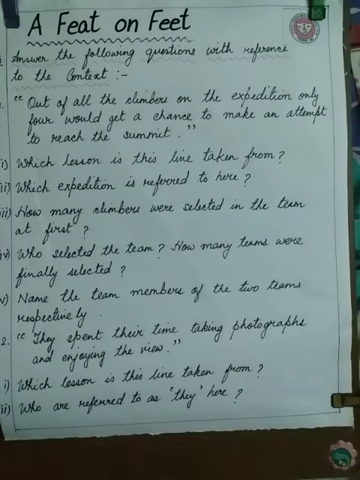 A Feat on Feet
Answer the following questions with reference
to the Context :-
“Out of all the climbers on the expedition only
four would get a chance to make an attempt
to reach the summit.”
i) Which lesson is this line taken from?
ii) Which expedition is referred to here?
iii) How many climbers were selected in the team
at first?
iv) Who selected the team? How many teams were
finally selected?
v) Name the team members of the two teams
respectively.
2. “They spent their time taking photographs
and enjoying the view.”
i) Which lesson is this line taken from?
ii) Who are referred to as ‘they’ here?